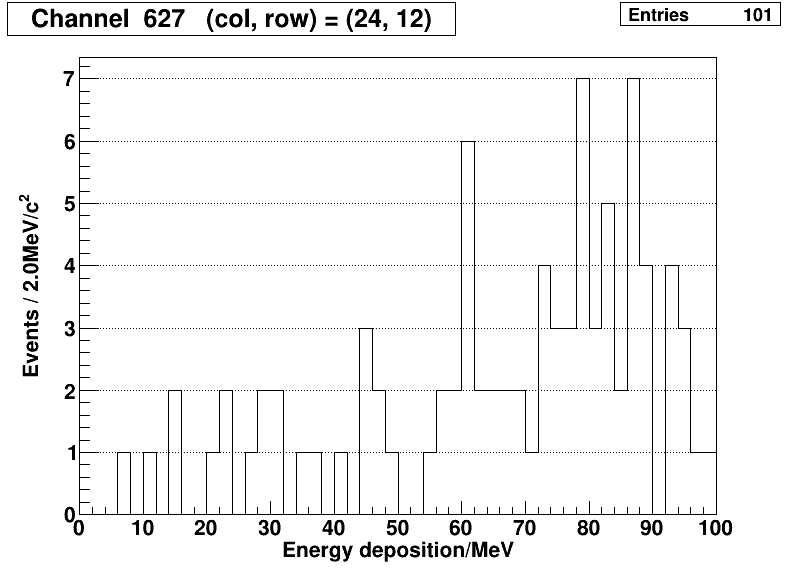 Channel 627 (col, row) = (24, 12)
Entries 101
Events / 2.0MeV/c²
7
6
5
4
3
2
1
0
0 10 20 30 40 50 60 70 80 90 100
Energy deposition/MeV